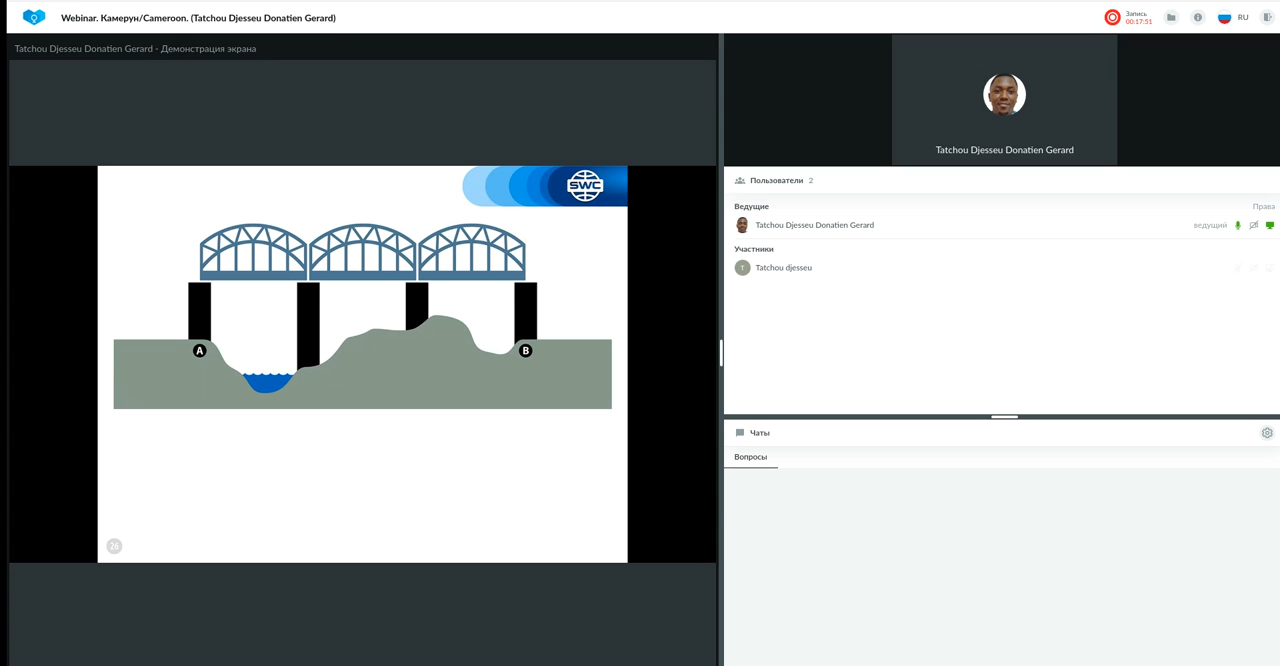 Webinar. Камерун/Cameroon. (Tatchou Djesseu Donatien Gerard)
Запись
00:17:51
RU
Tatchou Djesseu Donatien Gerard - Демонстрация экрана
SWC
A
B
26
Tatchou Djesseu Donatien Gerard
Пользователи 2
Ведущие Права
Tatchou Djesseu Donatien Gerard ведущий
Участники
T Tatchou djesseu
Чаты
Вопросы